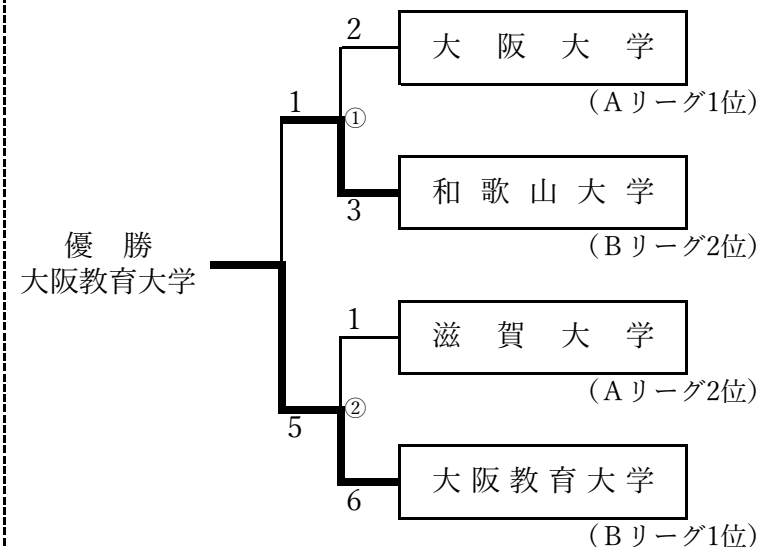 2
大阪大学
(Aリーグ1位)
1
①
和歌山大学
3
(Bリーグ2位)
優 勝
大阪教育大学
1
滋賀大学
(Aリーグ2位)
②
5
大阪教育大学
6
(Bリーグ1位)